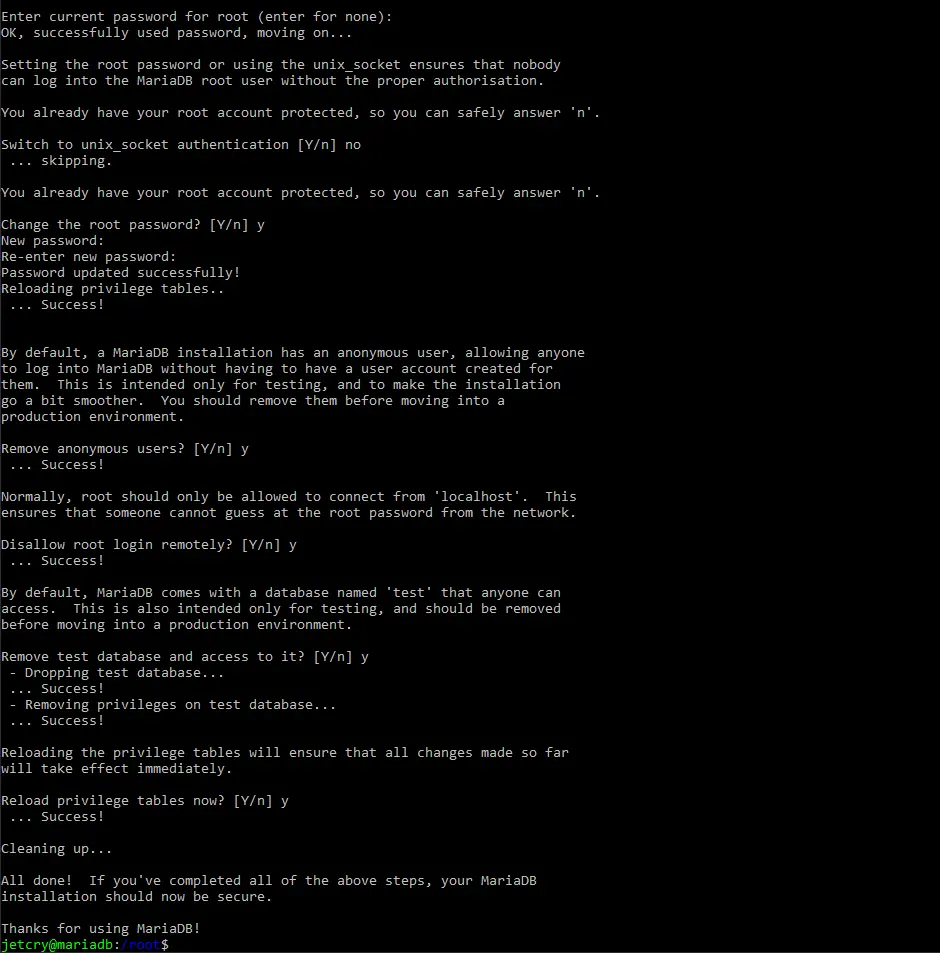 Enter current password for root (enter for none):
OK, successfully used password, moving on...
Setting the root password or using the unix_socket ensures that nobody
can log into the MariaDB root user without the proper authorisation.
You already have your root account protected, so you can safely answer 'n'.
Switch to unix_socket authentication [Y/n] no
 ... skipping.
You already have your root account protected, so you can safely answer 'n'.
Change the root password? [Y/n] y
New password:
Re-enter new password:
Password updated successfully!
Reloading privilege tables..
 ... Success!
By default, a MariaDB installation has an anonymous user, allowing anyone
to log into MariaDB without having to have a user account created for
them.  This is intended only for testing, and to make the installation
go a bit smoother.  You should remove them before moving into a
production environment.
Remove anonymous users? [Y/n] y
 ... Success!
Normally, root should only be allowed to connect from 'localhost'.  This
ensures that someone cannot guess at the root password from the network.
Disallow root login remotely? [Y/n] y
 ... Success!
By default, MariaDB comes with a database named 'test' that anyone can
access.  This is also intended only for testing, and should be removed
before moving into a production environment.
Remove test database and access to it? [Y/n] y
 - Dropping test database...
 ... Success!
 - Removing privileges on test database...
 ... Success!
Reloading the privilege tables will ensure that all changes made so far
will take effect immediately.
Reload privilege tables now? [Y/n] y
 ... Success!
Cleaning up...
All done!  If you've completed all of the above steps, your MariaDB
installation should now be secure.
Thanks for using MariaDB!
jetcry@mariadb:/root$